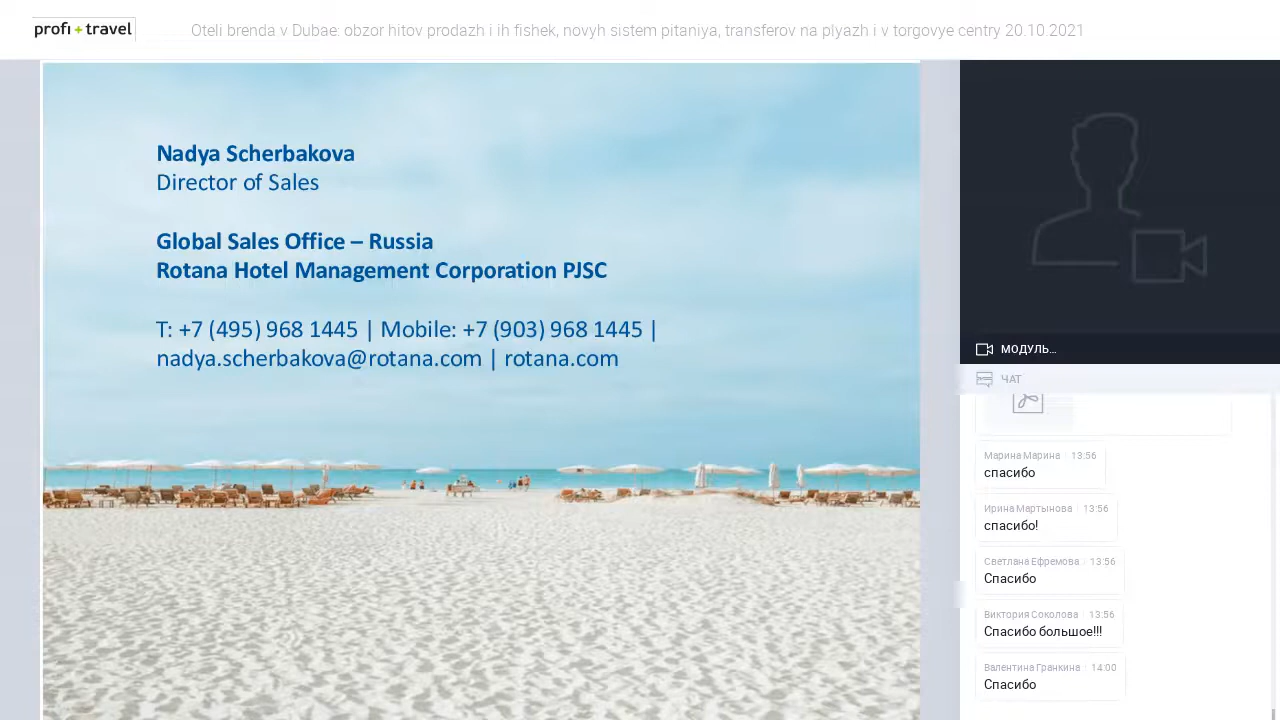 profi + travel
Oteli brenda v Dubae: obzor hitov prodazhi i ih fishek, novyh sistem pitaniya, transferov na plyazh i v torgovye centry 20.10.2021
Nadya Scherbakova
Director of Sales
Global Sales Office – Russia
Rotana Hotel Management Corporation PJSC
T: +7 (495) 968 1445 | Mobile: +7 (903) 968 1445 |
nadya.scherbakova@rotana.com | rotana.com
МОДУЛЬ...
ЧАТ
Марина Марина 13:56
спасибо
Ирина Мартынова 13:56
спасибо!
Светлана Ефремова 13:56
Спасибо
Виктория Соколова 13:56
Спасибо большое!!!
Валентина Гранкина 14:00
Спасибо